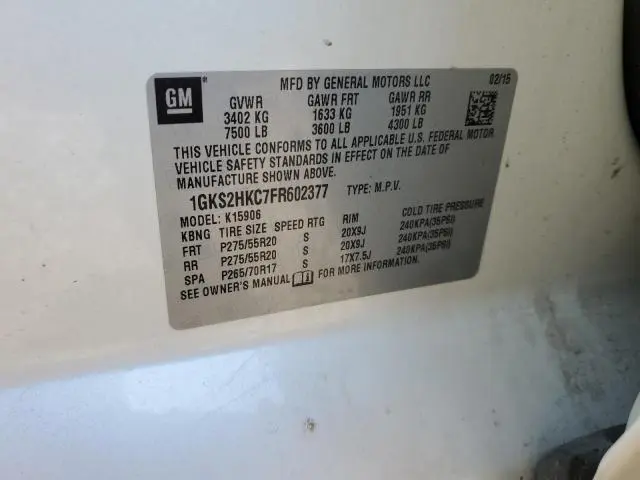 GM
MFD BY GENERAL MOTORS LLC 02/15
GVWR GAWR FRT GAWR RR
3402 KG 1633 KG 1951 KG
7500 LB 3600 LB 4300 LB
THIS VEHICLE CONFORMS TO ALL APPLICABLE U.S. FEDERAL MOTOR
VEHICLE SAFETY STANDARDS IN EFFECT ON THE DATE OF
MANUFACTURE SHOWN ABOVE.
1GKS2HKC7FR602377 TYPE: M.P.V.
MODEL: K15906
KBNG TIRE SIZE SPEED RTG RIM COLD TIRE PRESSURE
FRT P275/55R20 S 20X9J 240KPA(35PSI)
RR P275/55R20 S 20X9J 240KPA(35PSI)
SPA P265/70R17 S 17X7.5J 240KPA(35PSI)
SEE OWNER'S MANUAL FOR MORE INFORMATION.